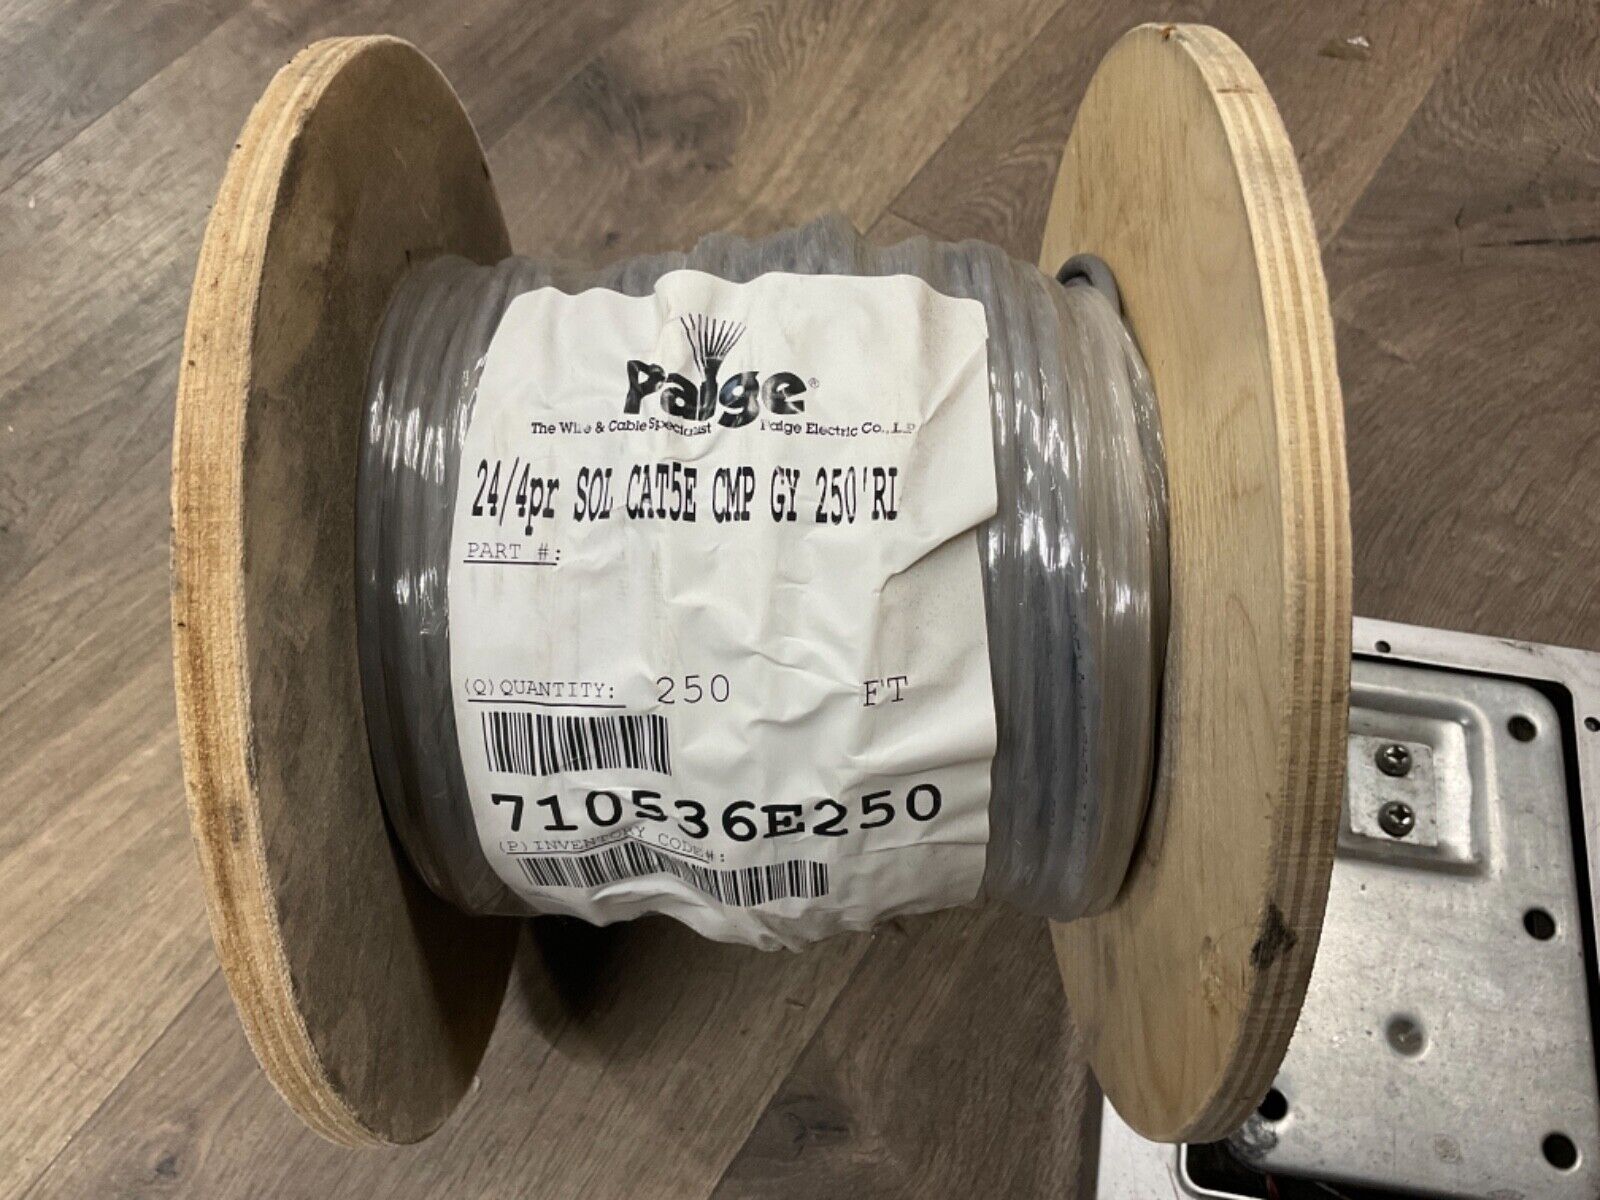 Paige®
The Wire & Cable Specialist Paige Electric Co., L.P.
24/4pr SOL CAT5E CMP GY 250'RI
PART #:
(Q) QUANTITY: 250 FT
710536E250
(P) INVENTORY CODE#: